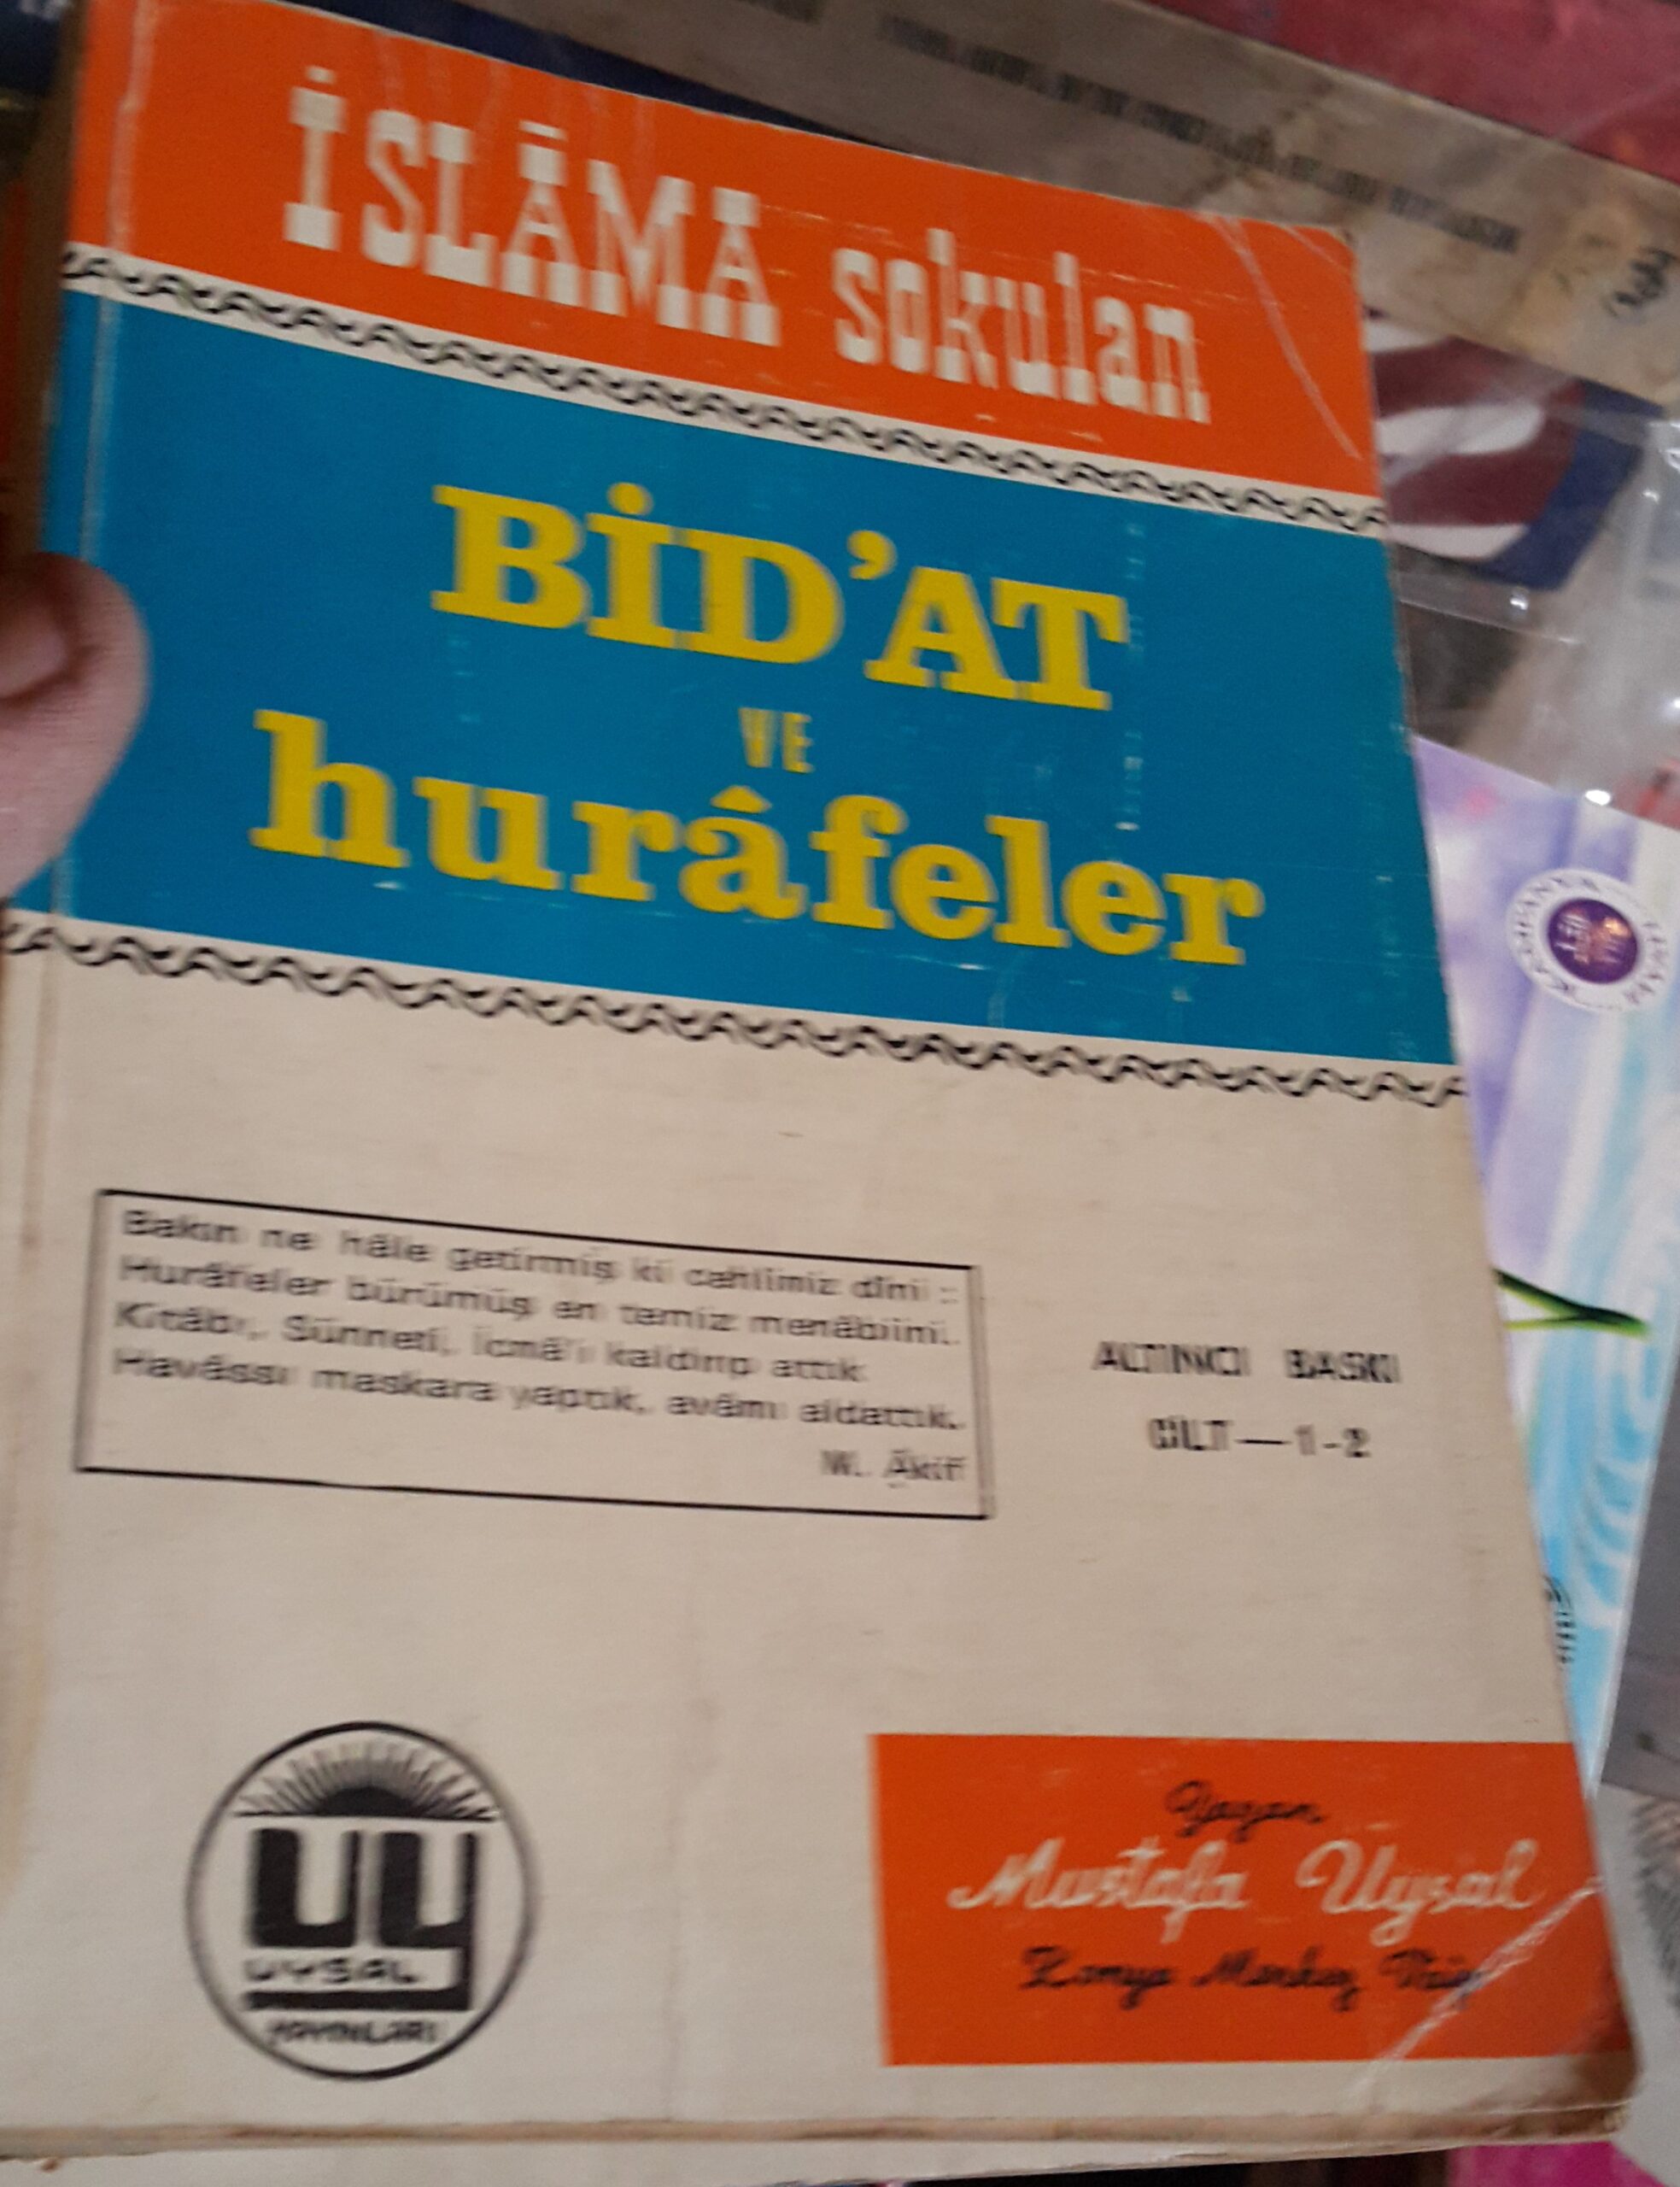 İSLÂMA sokulan
BİD'AT
VE
hurâfeler
Bakın ne hâle getirmiş ki cehlimiz dîni :
Hurâfeler bürümüş en temiz menâbiini.
Kitâbı, Sünneti, İcmâ'ı kaldırıp attık
Havâssı maskara yaptık, avâmı aldattık.
M. Âkif
ALTINCI BASKI
CİLT — 1-2
Yazan
Mustafa Uysal
Konya Merkez Vaizi
UY
UYSAL
YAYINLARI